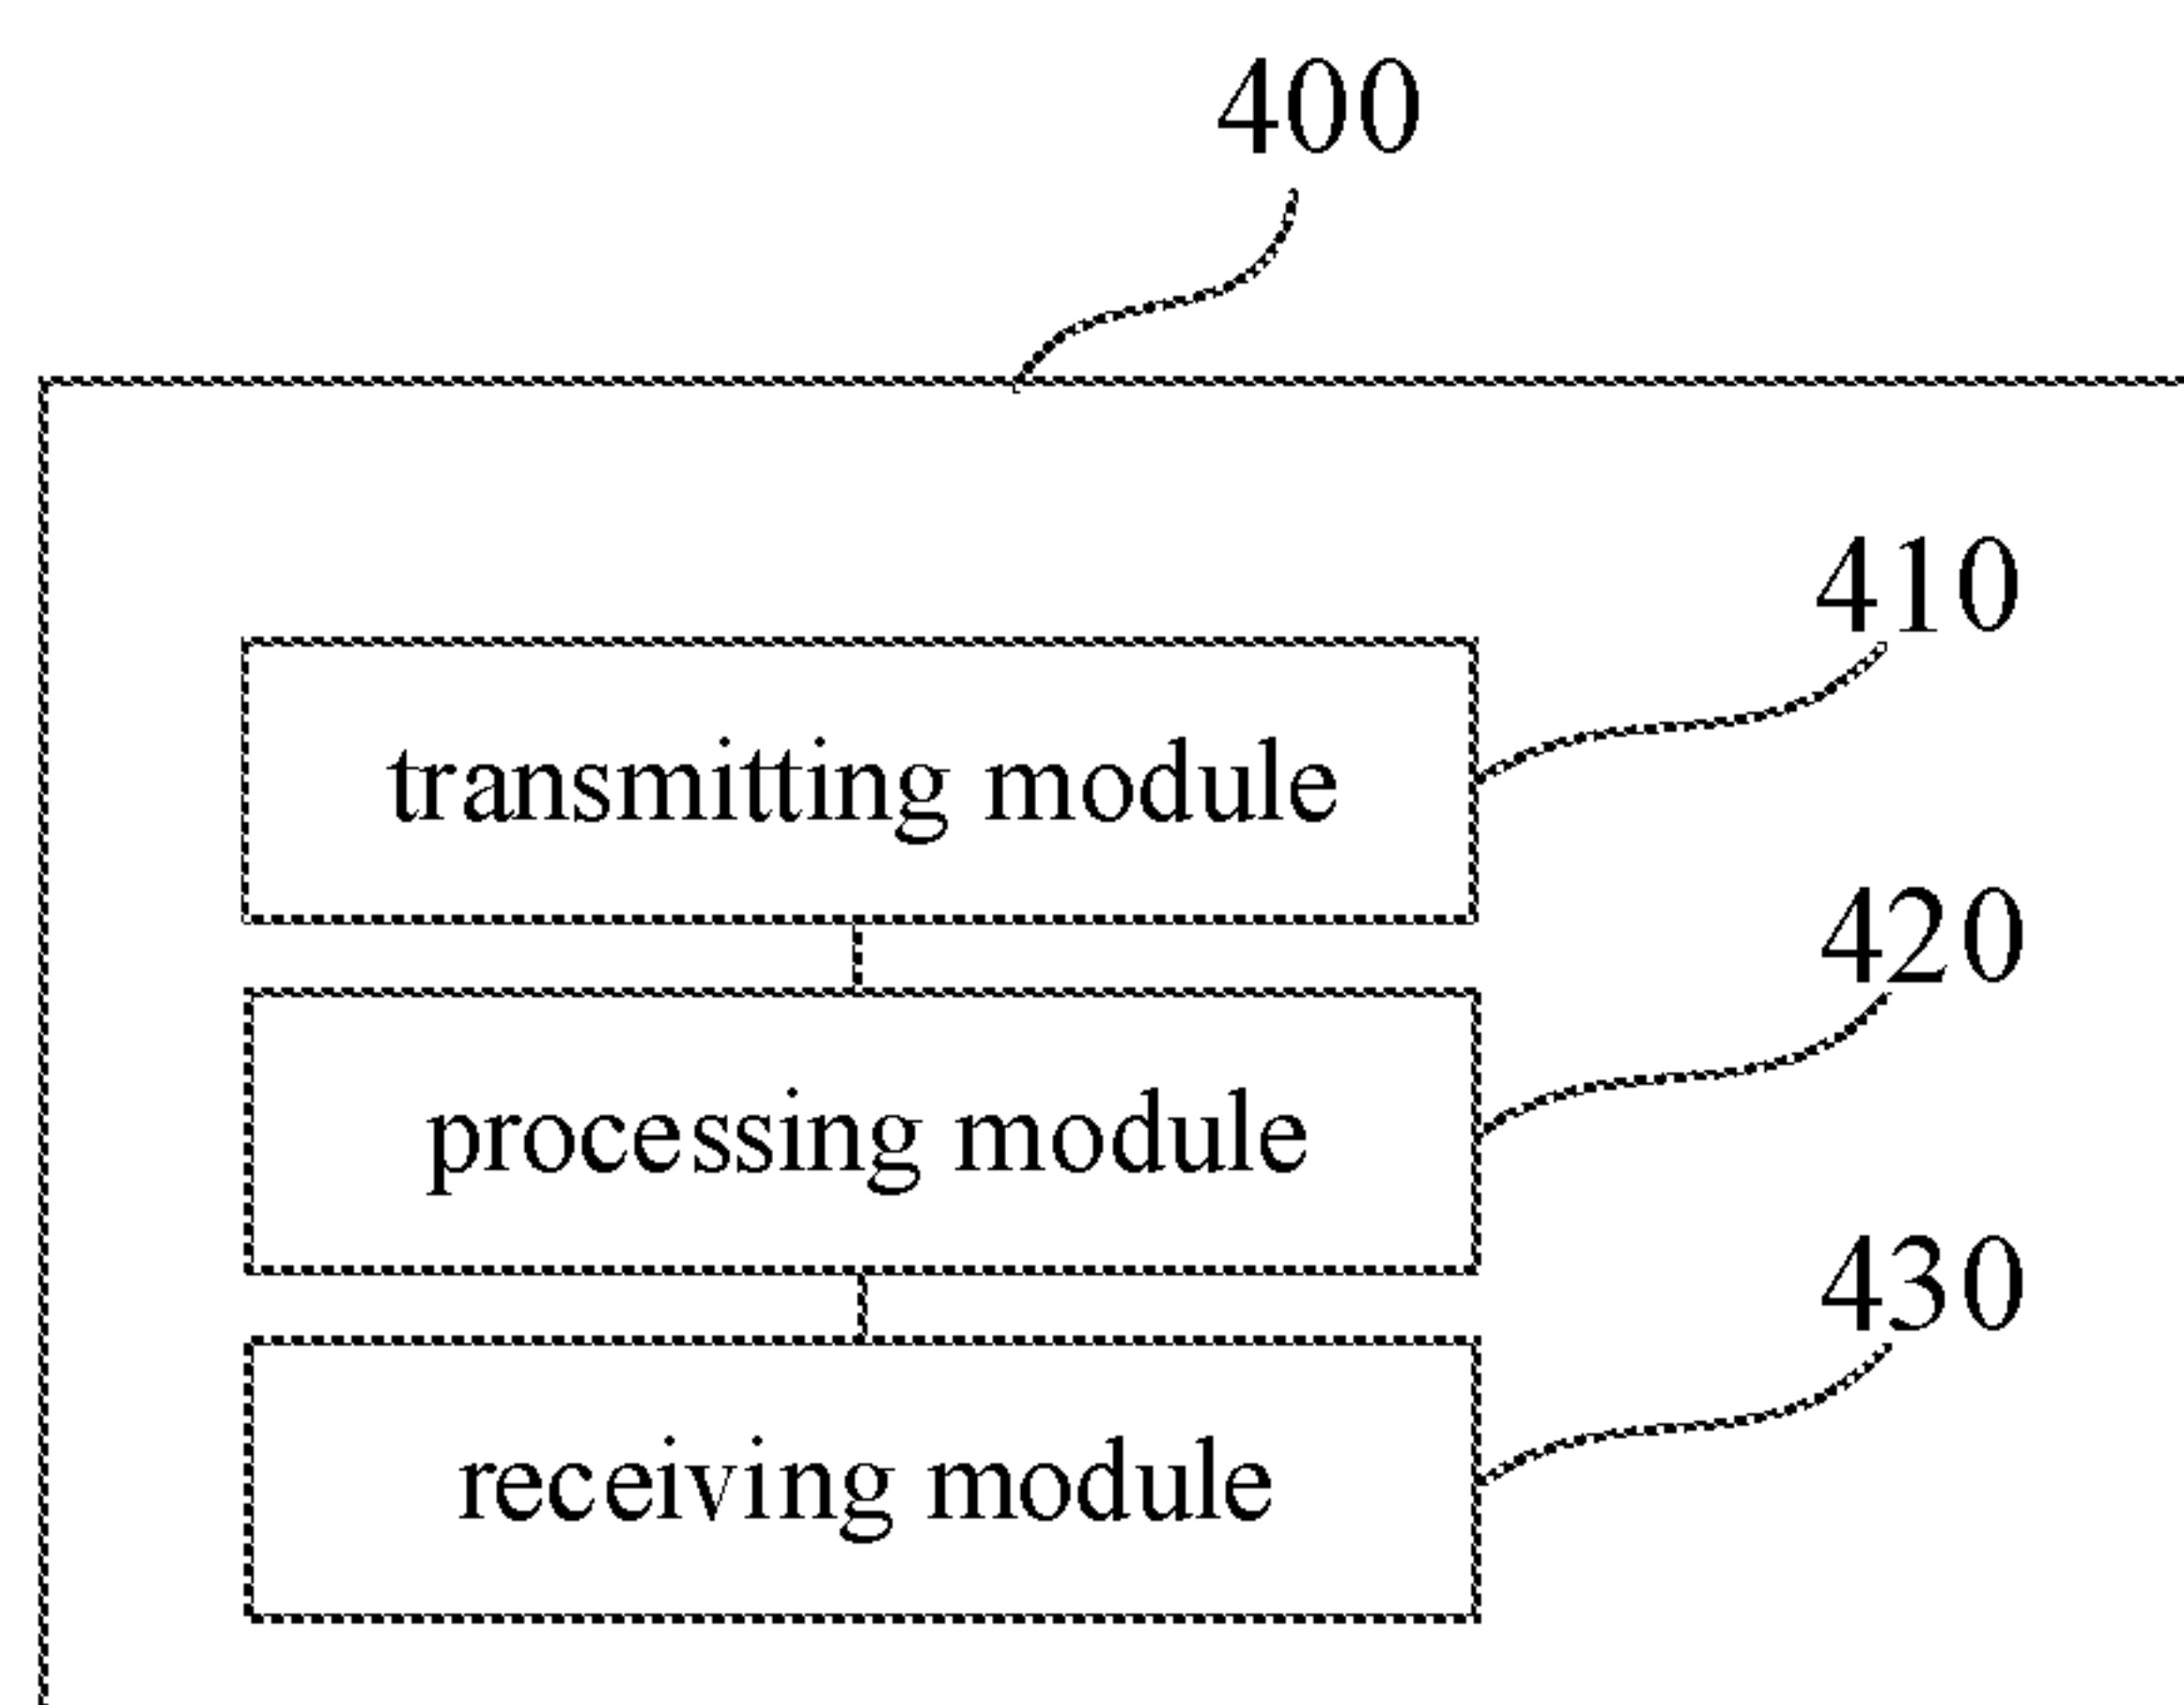 400
410
transmitting module
420
processing module
430
receiving module